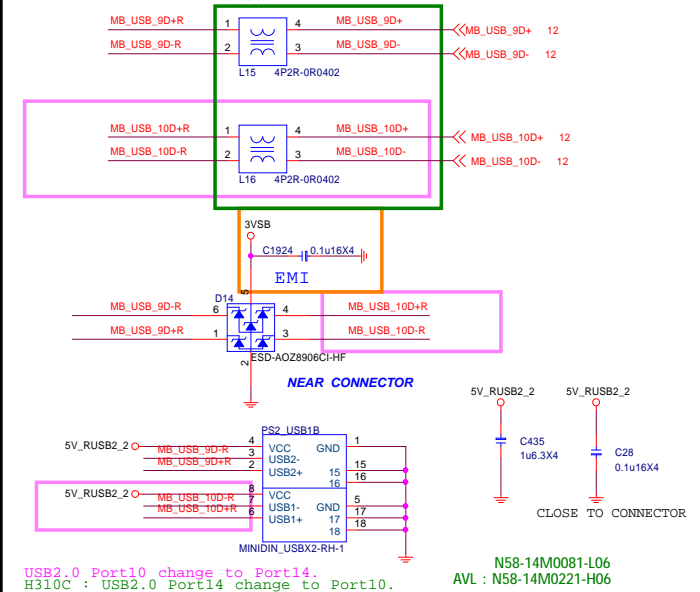 MB_USB_9D+R 1 4 MB_USB_9D+ MB_USB_9D+ 12
MB_USB_9D-R 2 3 MB_USB_9D- MB_USB_9D- 12
L15 4P2R-0R0402
MB_USB_10D+R 1 4 MB_USB_10D+ MB_USB_10D+ 12
MB_USB_10D-R 2 3 MB_USB_10D- MB_USB_10D- 12
L16 4P2R-0R0402
3VSB
C1924 0.1u16X4
EMI
5
D14
MB_USB_9D-R 6 4 MB_USB_10D+R
MB_USB_9D+R 1 3 MB_USB_10D-R
2 ESD-AOZ8906CI-HF
NEAR CONNECTOR
5V_RUSB2_2 5V_RUSB2_2
C435
1u6.3X4
C28
0.1u16X4
CLOSE TO CONNECTOR
PS2_USB1B
5V_RUSB2_2 4 VCC GND 1
MB_USB_9D-R 3 USB2-
MB_USB_9D+R 2 USB2+ 15 15
16 16
5V_RUSB2_2 8 VCC
MB_USB_10D-R 7 USB1- GND 5
MB_USB_10D+R 6 USB1+ 17 17
18 18
MINIDIN_USBX2-RH-1
N58-14M0081-L06
AVL : N58-14M0221-H06
USB2.0 Port10 change to Port14.
H310C : USB2.0 Port14 change to Port10.